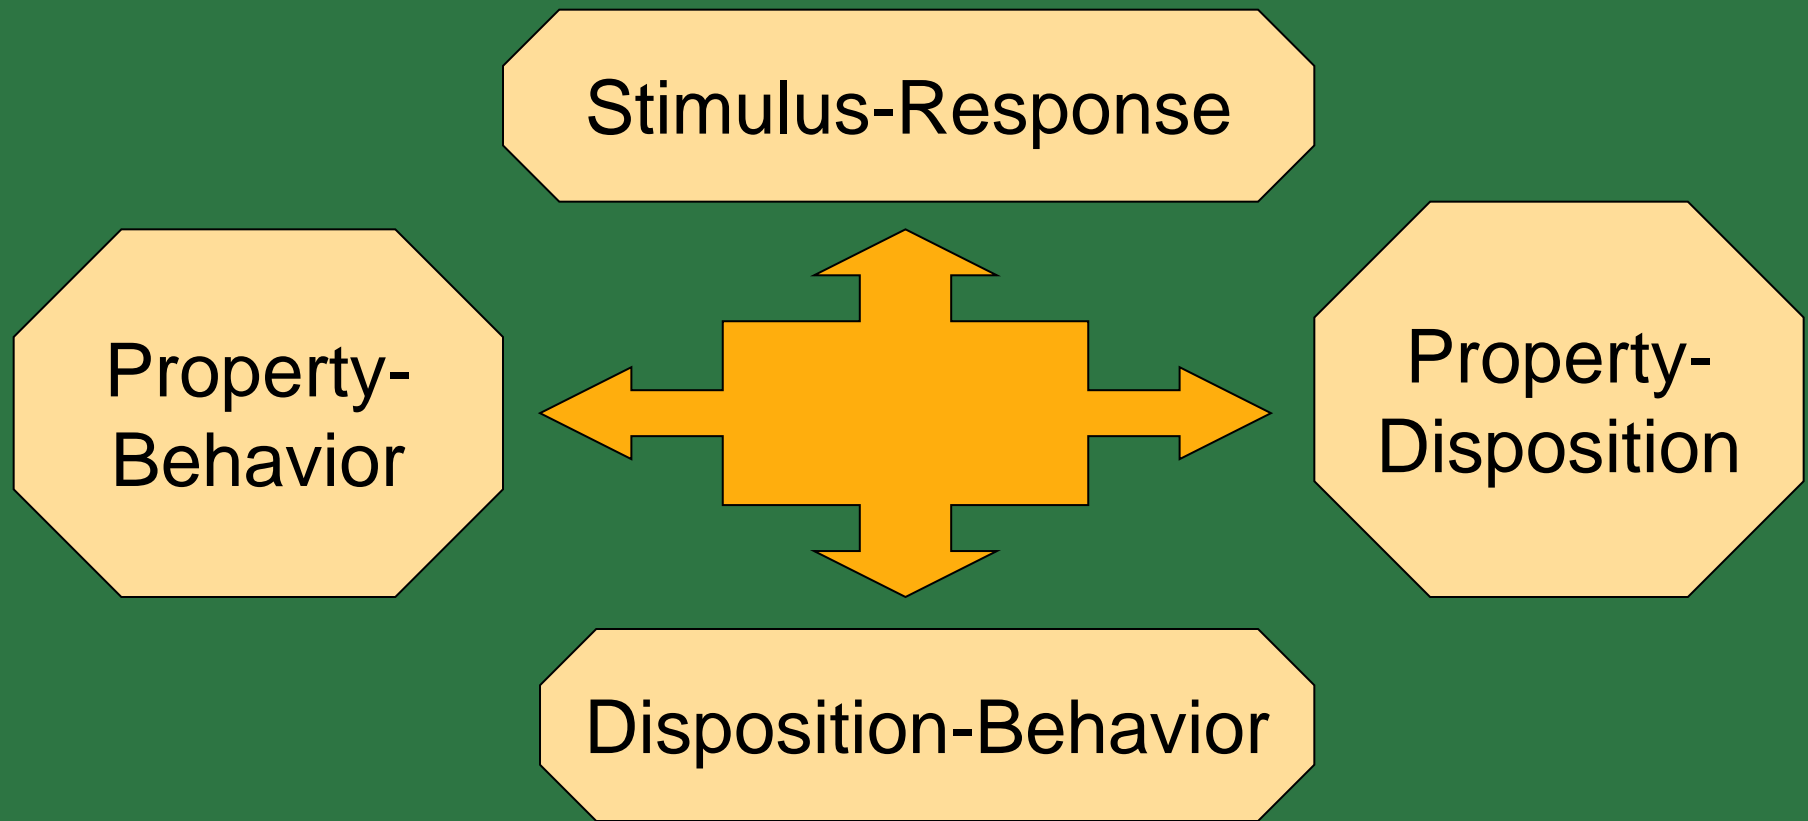 Stimulus-Response
Property-
Behavior
Property-
Disposition
Disposition-Behavior